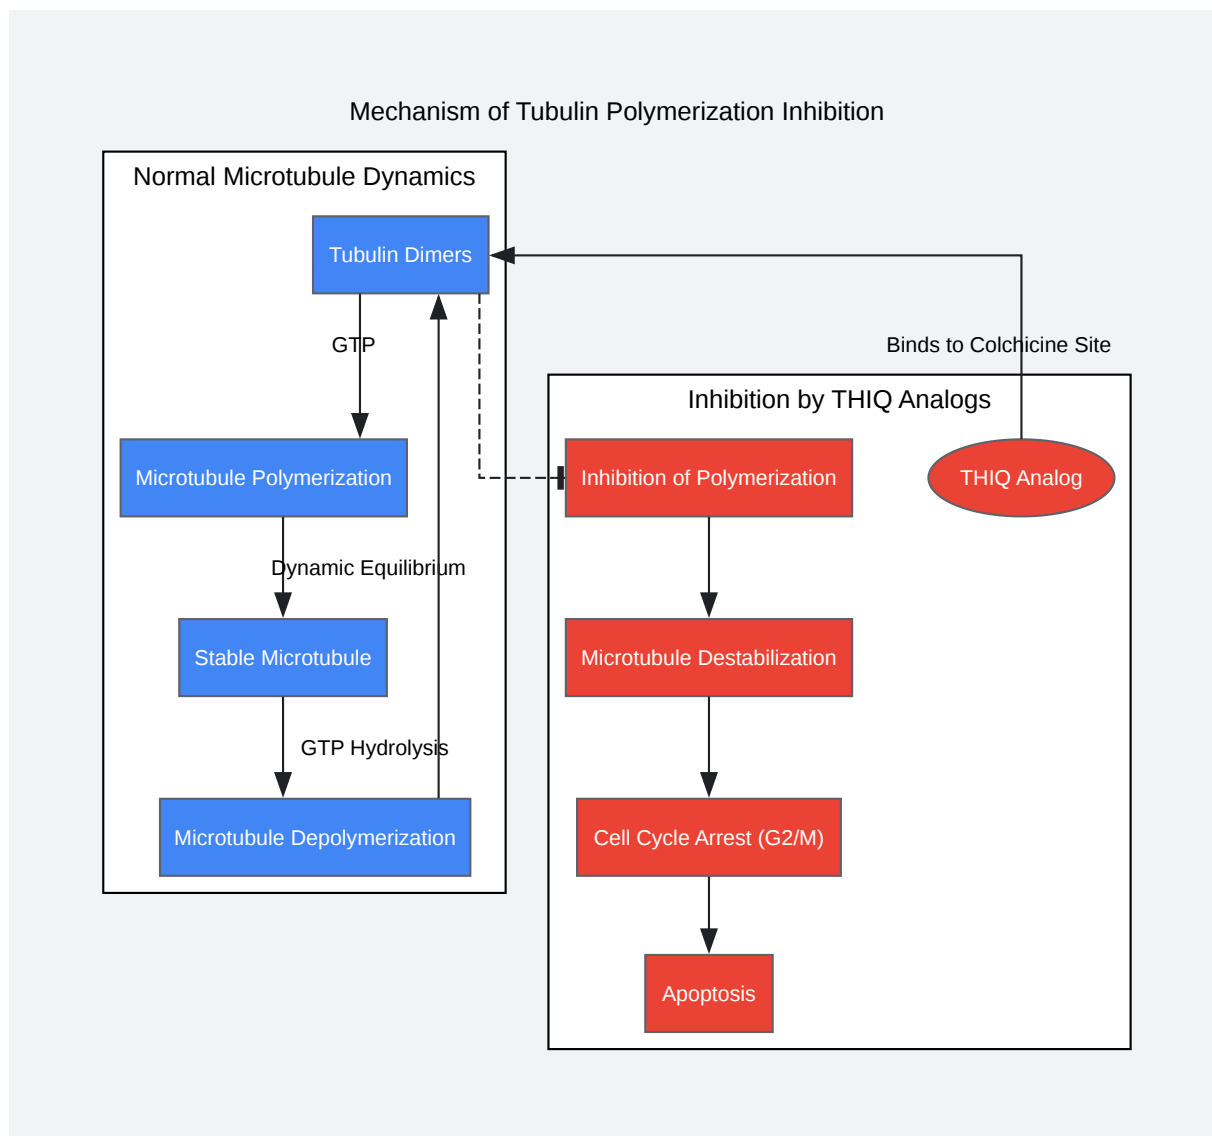 Mechanism of Tubulin Polymerization Inhibition
Normal Microtubule Dynamics
Tubulin Dimers
GTP
Microtubule Polymerization
Dynamic Equilibrium
Stable Microtubule
GTP Hydrolysis
Microtubule Depolymerization
Binds to Colchicine Site
Inhibition by THIQ Analogs
Inhibition of Polymerization
THIQ Analog
Microtubule Destabilization
Cell Cycle Arrest (G2/M)
Apoptosis